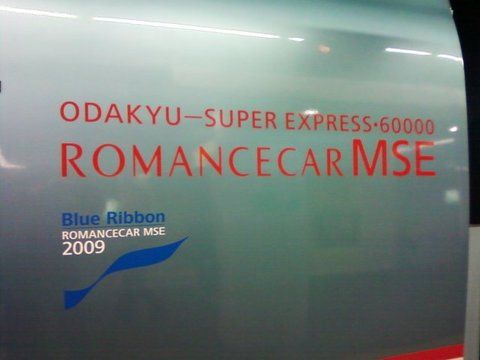 ODAKYU—SUPER EXPRESS·60000
ROMANCECAR MSE
Blue Ribbon
ROMANCECAR MSE
2009